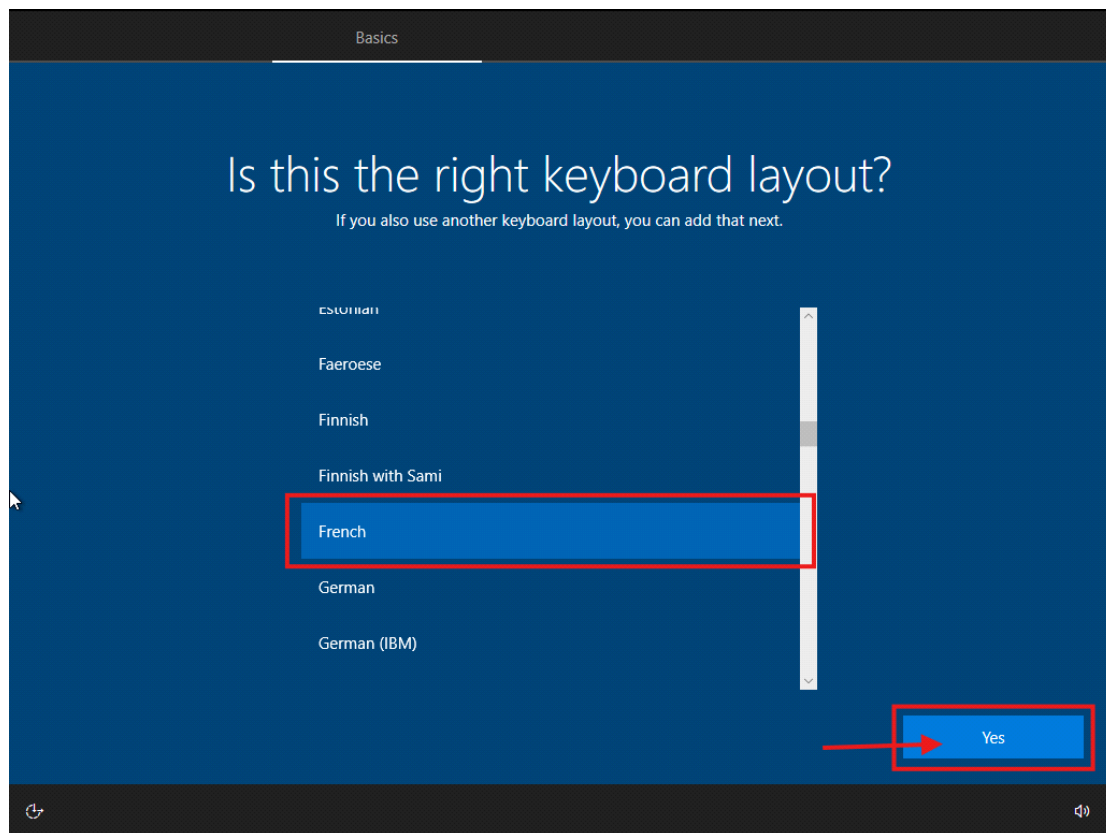 Basics
Is this the right keyboard layout?
If you also use another keyboard layout, you can add that next.
Estonian
Faeroese
Finnish
Finnish with Sami
French
German
German (IBM)
Yes